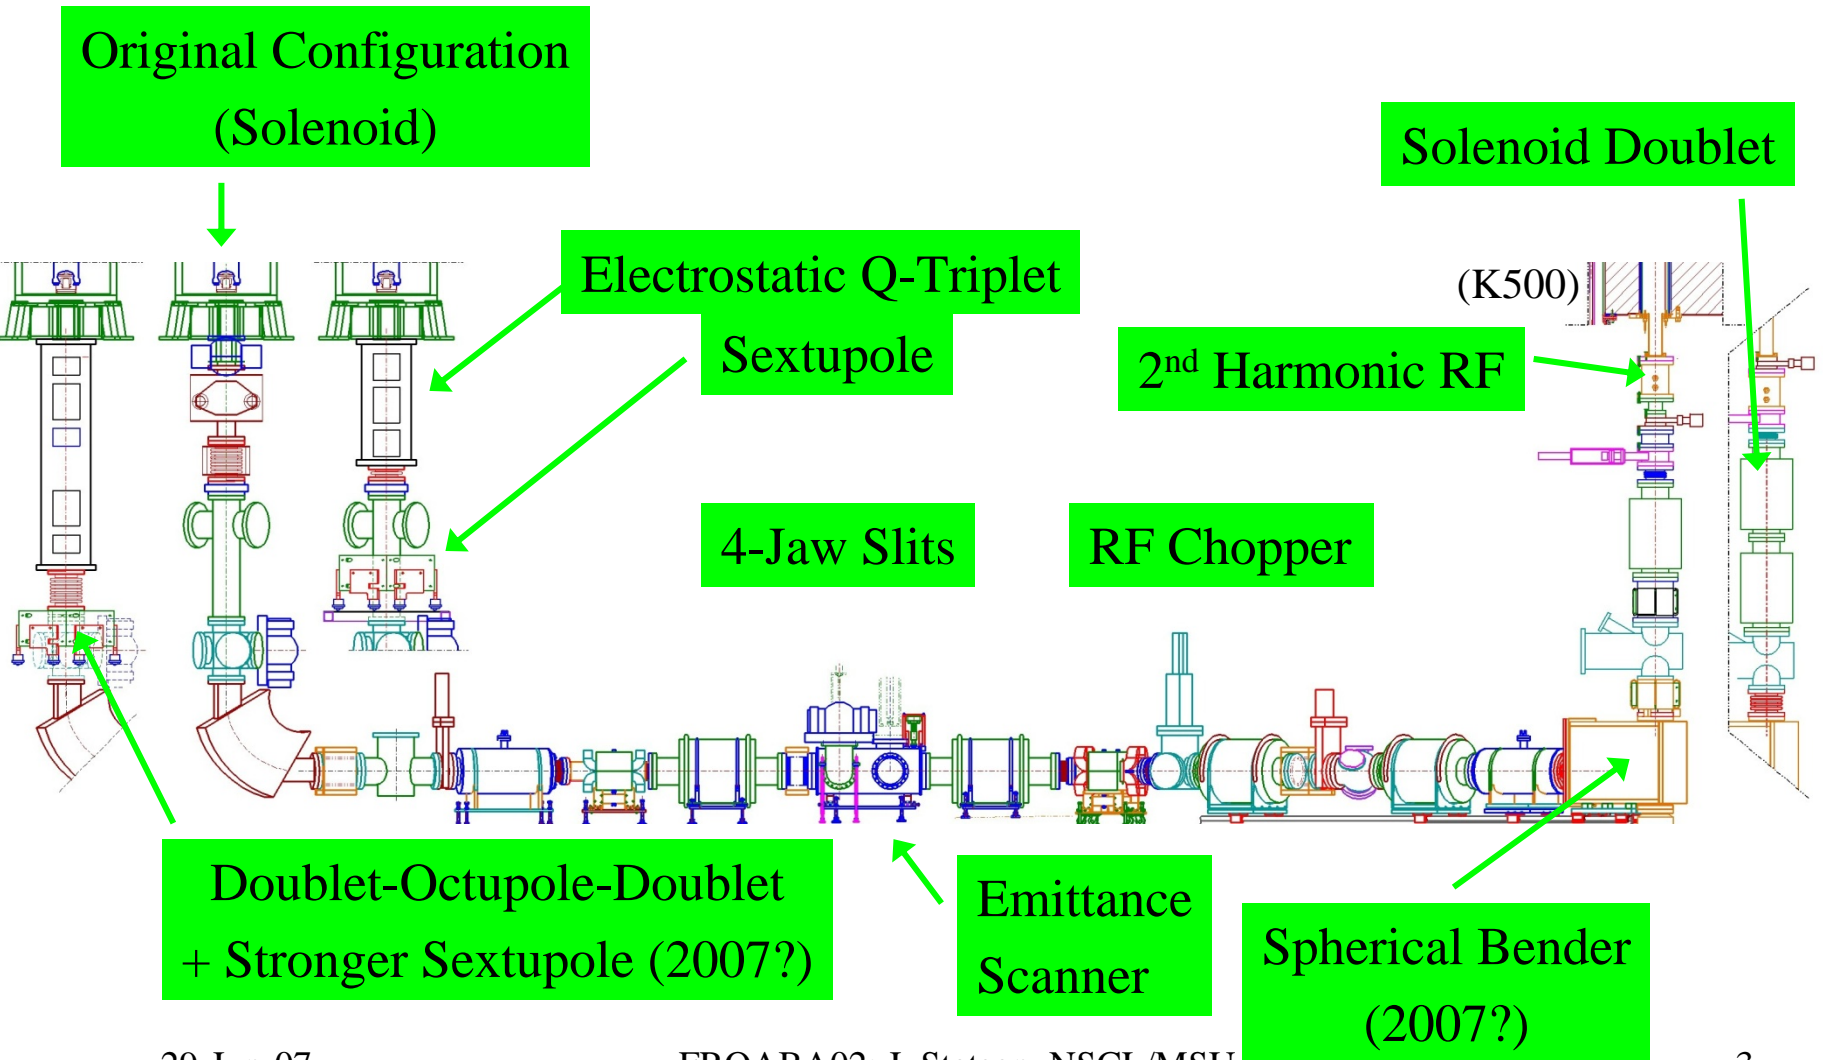 Original Configuration
(Solenoid)
Solenoid Doublet
Electrostatic Q-Triplet
Sextupole
(K500)
2nd Harmonic RF
4-Jaw Slits
RF Chopper
Doublet-Octupole-Doublet
+ Stronger Sextupole (2007?)
Emittance
Scanner
Spherical Bender
(2007?)